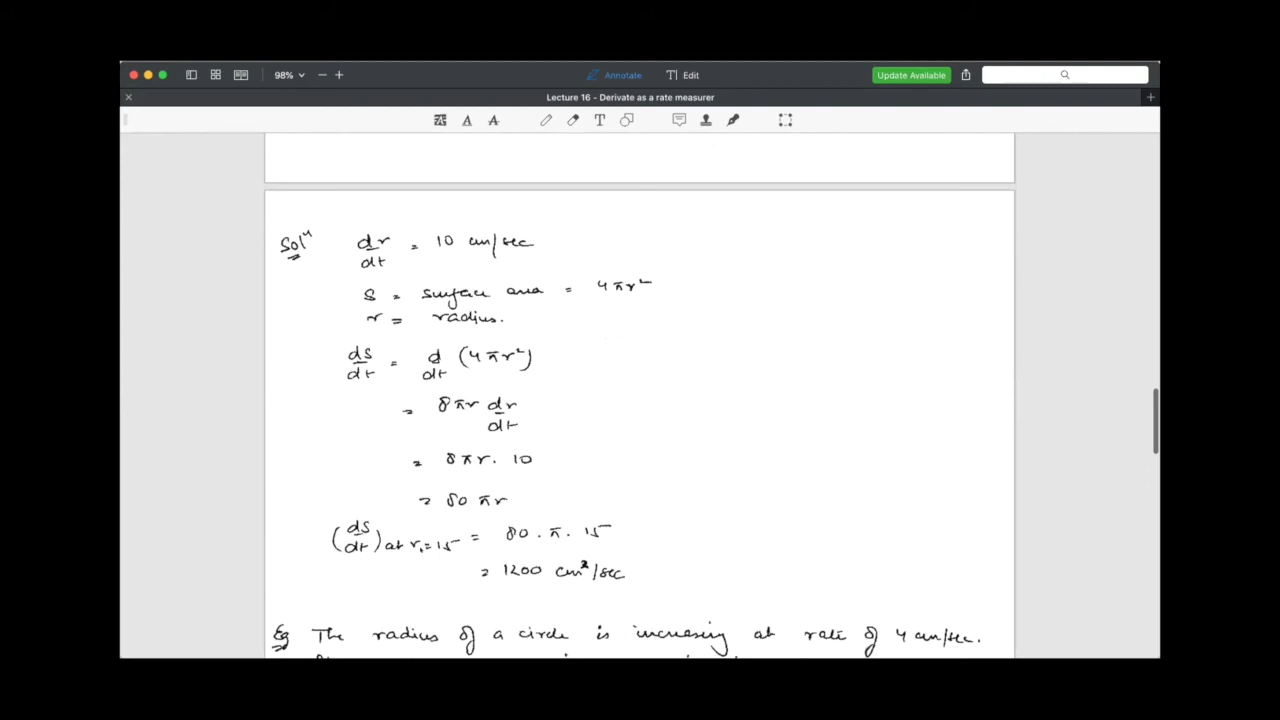 98%
Annotate
Edit
Update Available
Lecture 16 - Derivate as a rate measurer
Solⁿ dr/dt = 10 cm/sec
S = surface area = 4πr²
r = radius.
dS/dt = d/dt (4πr²)
= 8πr dr/dt
= 8πr. 10
= 80 πr
(dS/dt) at r = 15 = 80 . π . 15
= 1200 cm²/sec
Eg The radius of a circle is increasing at rate of 4 cm/sec.